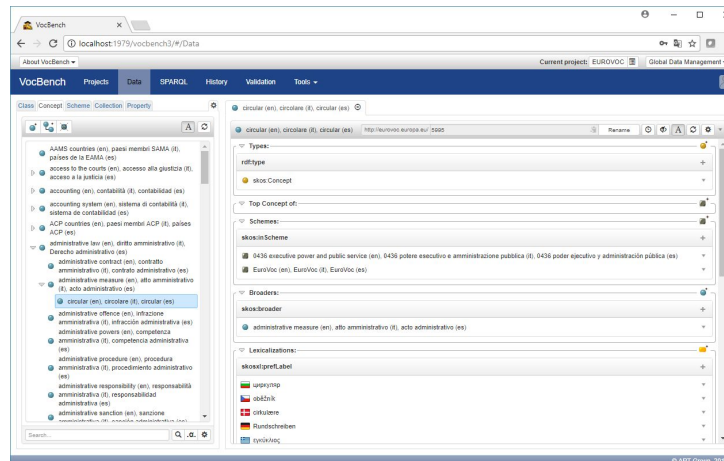 VocBench
localhost:1979/vocbench3/#/Data
About VocBench
Current project: EUROVOC
Global Data Management
VocBench Projects Data SPARQL History Validation Tools
Class Concept Scheme Collection Property
circular (en), circolare (it), circular (es)
circular (en), circolare (it), circular (es) http://eurovoc.europa.eu/ 5995 Rename
AAMS countries (en), paesi membri SAMA (it),
países de la EAMA (es)
access to the courts (en), accesso alla giustizia (it),
acceso a la justicia (es)
accounting (en), contabilità (it), contabilidad (es)
accounting system (en), sistema di contabilità (it),
sistema de contabilidad (es)
ACP countries (en), paesi membri ACP (it), países
ACP (es)
administrative law (en), diritto amministrativo (it),
Derecho administrativo (es)
administrative contract (en), contratto
amministrativo (it), contrato administrativo (es)
administrative measure (en), atto amministrativo
(it), acto administrativo (es)
circular (en), circolare (it), circular (es)
administrative offence (en), infrazione
amministrativa (it), infracción administrativa (es)
administrative powers (en), competenza
amministrativa (it), competencia administrativa
(es)
administrative procedure (en), procedura
amministrativa (it), procedimiento administrativo
(es)
administrative responsibility (en), responsabilità
amministrativa (it), responsabilidad
administrativa (es)
administrative sanction (en), sanzione
amministrativa (it), sanción administrativa (es)
Search...
Types:
rdf:type
skos:Concept
Top Concept of:
Schemes:
skos:inScheme
0436 executive power and public service (en), 0436 potere esecutivo e amministrazione pubblica (it), 0436 poder ejecutivo y administración pública (es)
EuroVoc (en), EuroVoc (it), EuroVoc (es)
Broaders:
skos:broader
administrative measure (en), atto amministrativo (it), acto administrativo (es)
Lexicalizations:
skosxl:prefLabel
циркуляр
oběžník
cirkulære
Rundschreiben
εγκύκλιος